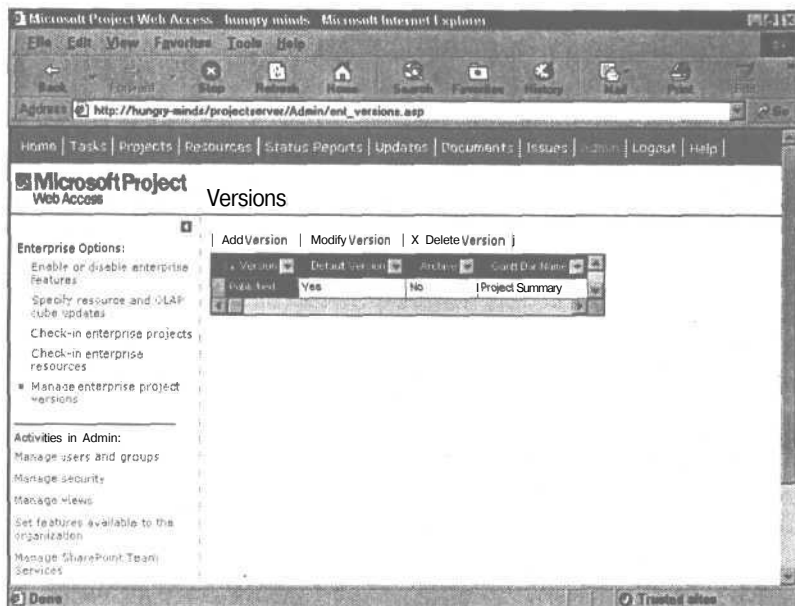 Microsoft Project Web Access - hungry minds - Microsoft Internet Explorer
File Edit View Favorites Tools Help
Back Forward Stop Refresh Home Search Favorites History Mail Print Edit
Address http://hungry-minds/projectserver/Admin/ent_versions.asp Go
Home | Tasks | Projects | Resources | Status Reports | Updates | Documents | Issues | Admin | Logout | Help |
Microsoft Project
Web Access
Versions
Enterprise Options:
Enable or disable enterprise
features
Specify resource and OLAP
cube updates
Check-in enterprise projects
Check-in enterprise
resources
Manage enterprise project
versions
Activities in Admin:
Manage users and groups
Manage security
Manage views
Set features available to the
organization
Manage SharePoint Team
Services
| Add Version | Modify Version | X Delete Version
Version Default Version Archive Gantt Bar Name
Published Yes No Project Summary
Done Trusted sites